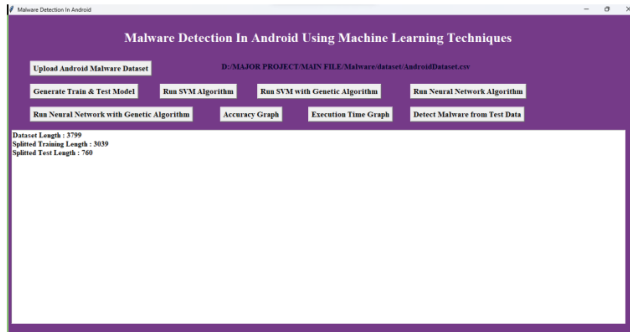 Malware Detection In Android
Malware Detection In Android Using Machine Learning Techniques
Upload Android Malware Dataset D:/MAJOR PROJECT/MAIN FILE/Malware/dataset/AndroidDataset.csv
Generate Train & Test Model Run SVM Algorithm Run SVM with Genetic Algorithm Run Neural Network Algorithm
Run Neural Network with Genetic Algorithm Accuracy Graph Execution Time Graph Detect Malware from Test Data
Dataset Length : 3799
Splitted Training Length : 3039
Splitted Test Length : 760